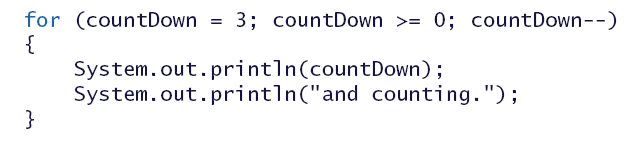 for (countDown = 3; countDown >= 0; countDown--)
{
    System.out.println(countDown);
    System.out.println("and counting.");
}